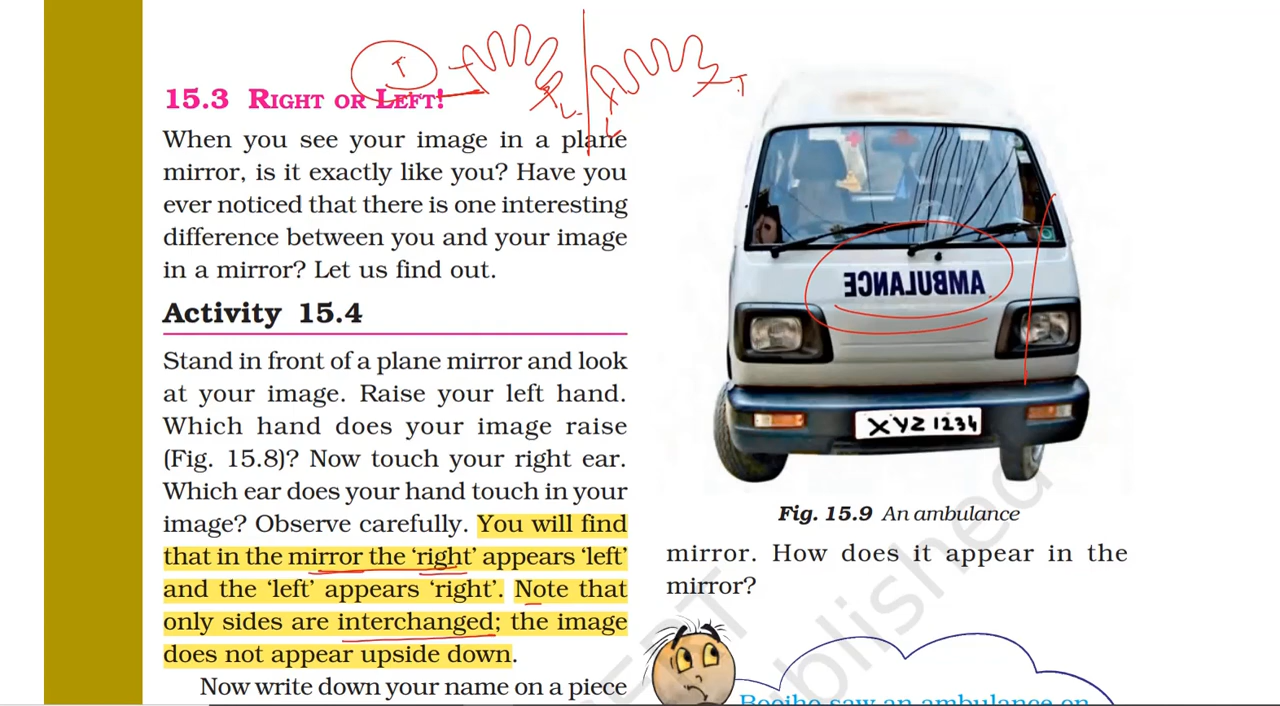 15.3 RIGHT OR LEFT!
When you see your image in a plane
mirror, is it exactly like you? Have you
ever noticed that there is one interesting
difference between you and your image
in a mirror? Let us find out.
Activity 15.4
Stand in front of a plane mirror and look
at your image. Raise your left hand.
Which hand does your image raise
(Fig. 15.8)? Now touch your right ear.
Which ear does your hand touch in your
image? Observe carefully. You will find
that in the mirror the ‘right’ appears ‘left’
and the ‘left’ appears ‘right’. Note that
only sides are interchanged; the image
does not appear upside down.
Now write down your name on a piece
T
L
L
T
AMBULANCE
XYZ 1234
Fig. 15.9 An ambulance
mirror. How does it appear in the
mirror?